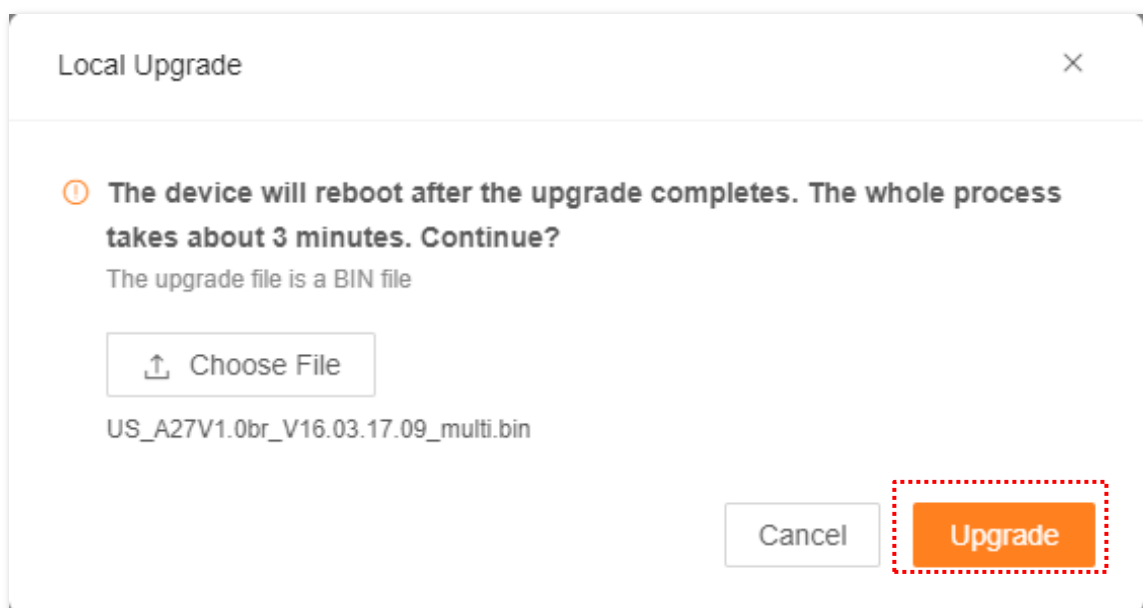 Local Upgrade
The device will reboot after the upgrade completes. The whole process
takes about 3 minutes. Continue?
The upgrade file is a BIN file
Choose File
US_A27V1.0br_V16.03.17.09_multi.bin
Cancel Upgrade